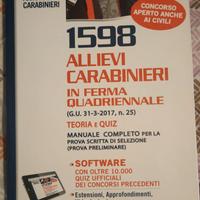 CARABINIERI
CONCORSO
APERTO ANCHE
AI CIVILI
1598
ALLIEVI
CARABINIERI
IN FERMA
QUADRIENNALE
(G.U. 31-3-2017, n. 25)
TEORIA E QUIZ
MANUALE COMPLETO PER LA
PROVA SCRITTA DI SELEZIONE
(PROVA PRELIMINARE)
SOFTWARE
CON OLTRE 10.000
QUIZ UFFICIALI
DEI CONCORSI PRECEDENTI
Estensioni, Approfondimenti,